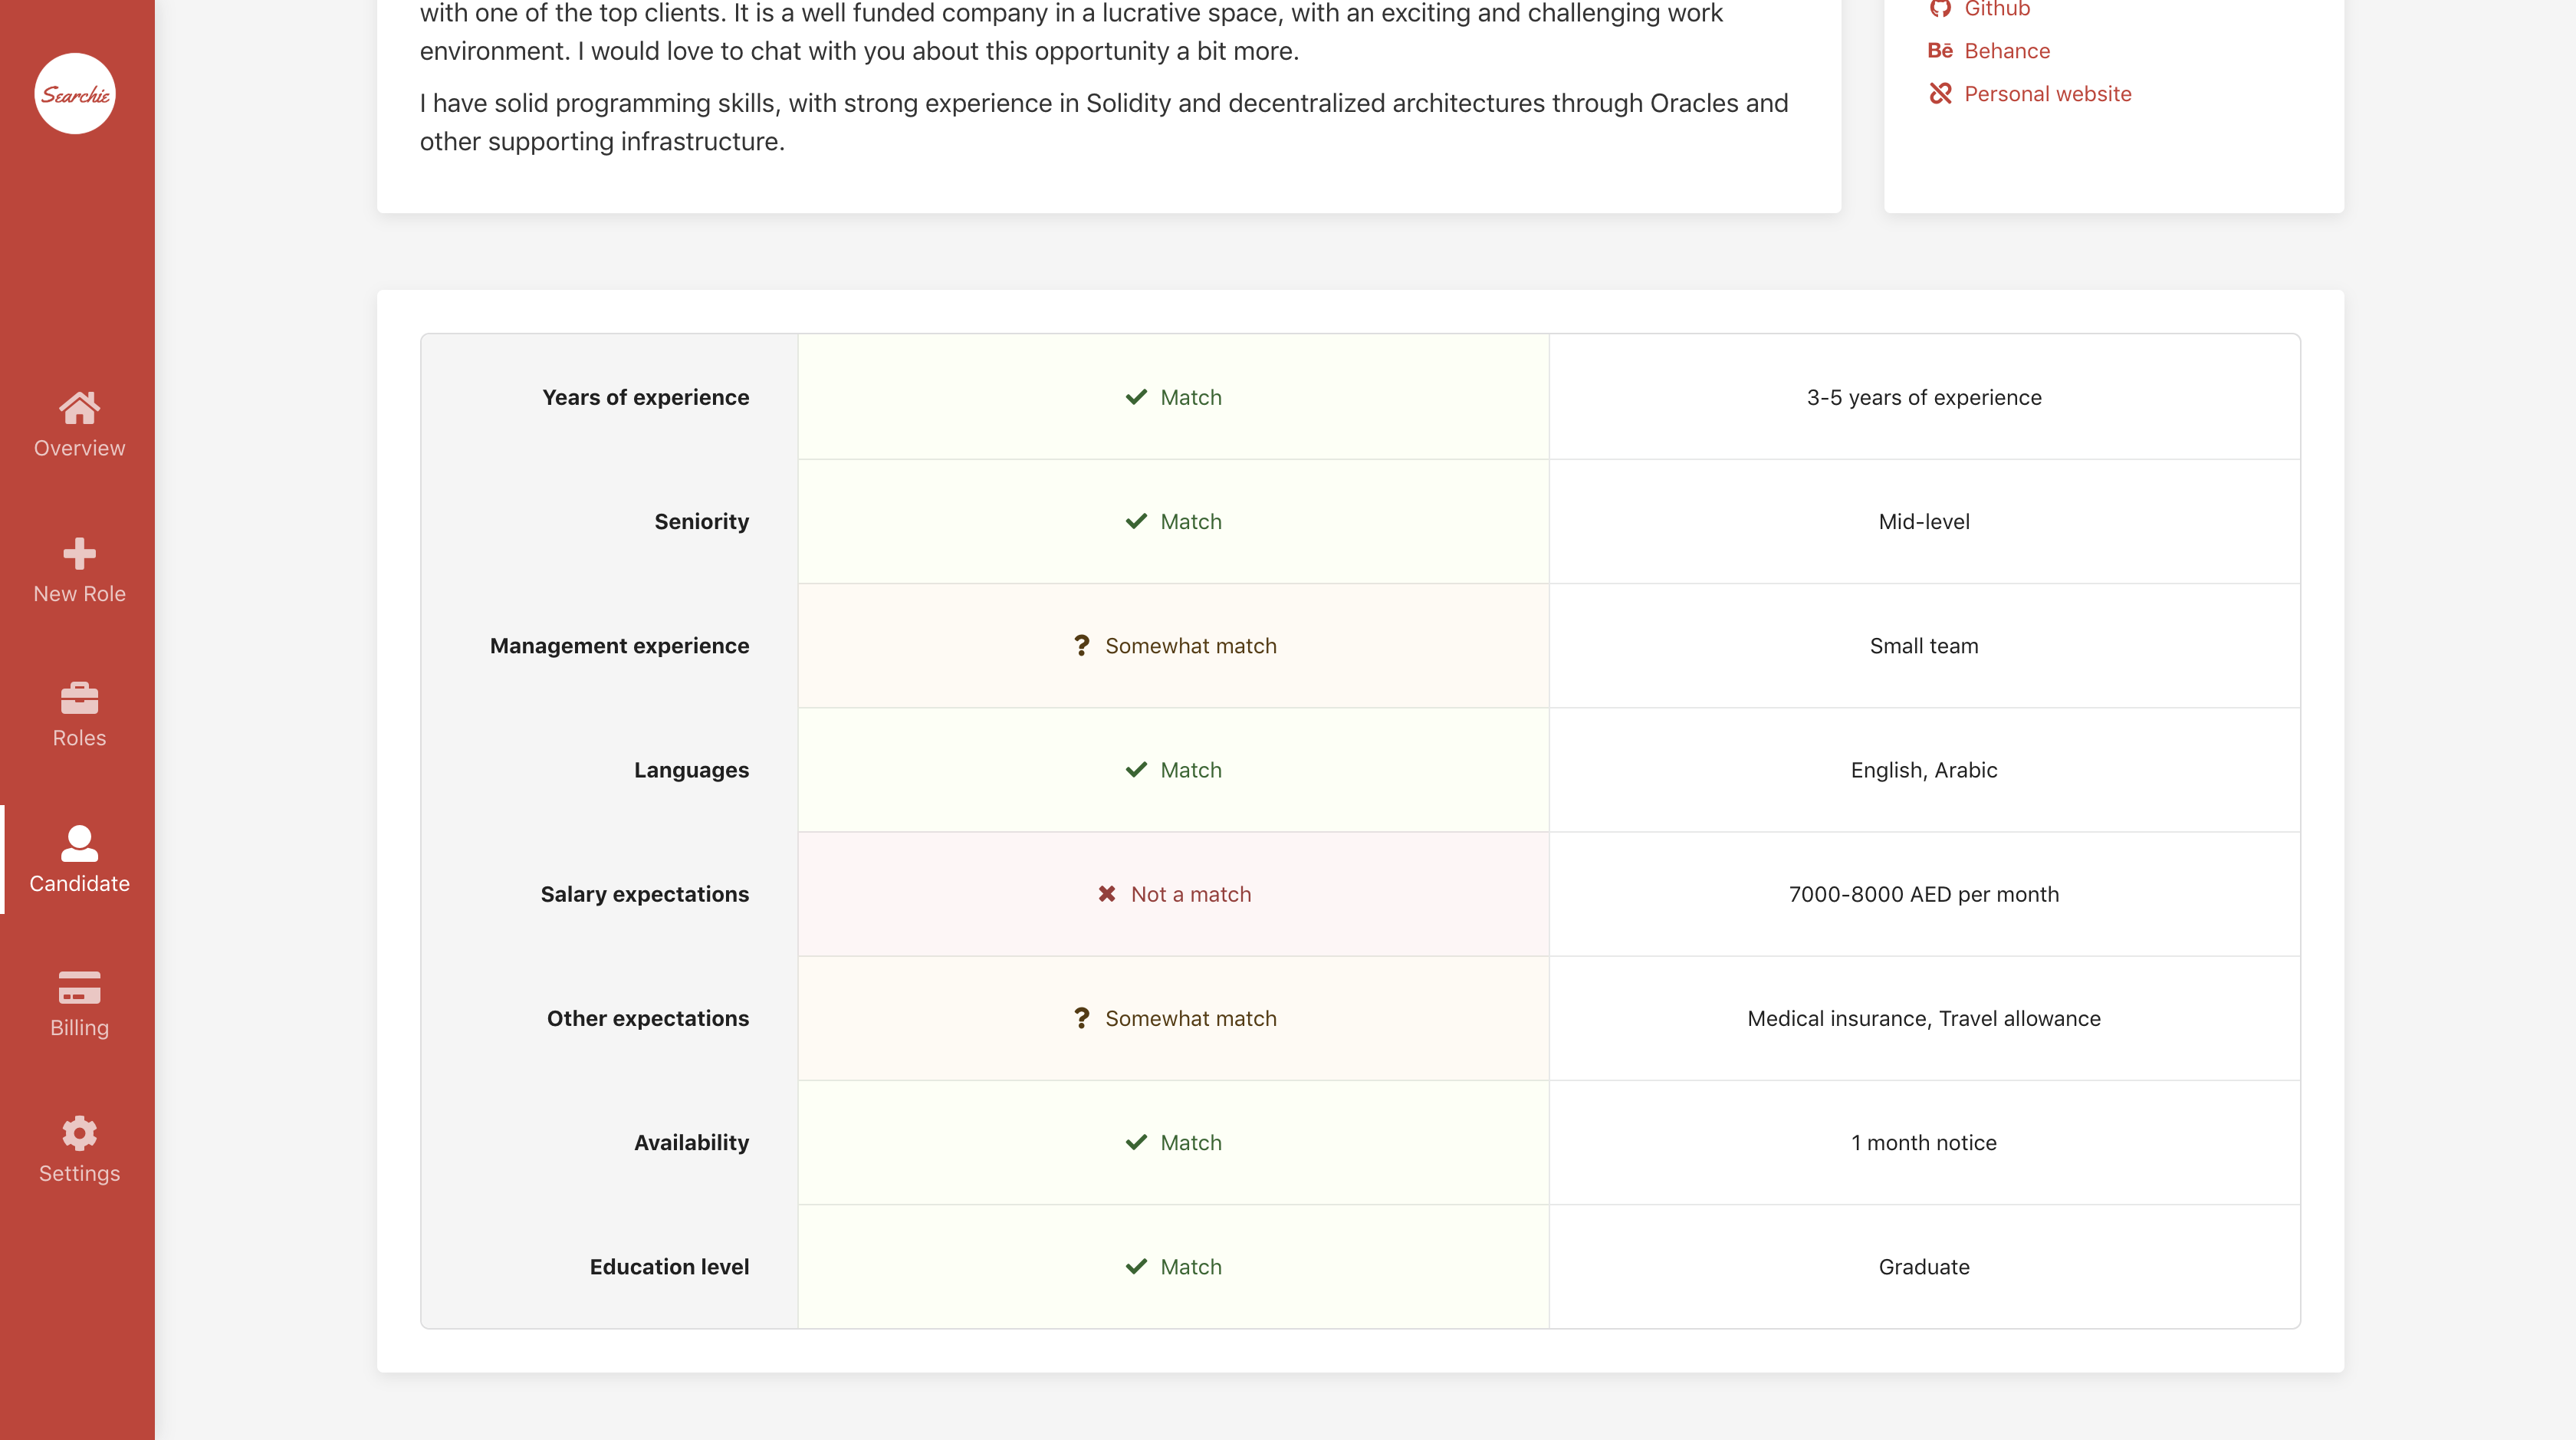 Searchie
Overview
New Role
Roles
Candidate
Billing
Settings
with one of the top clients. It is a well funded company in a lucrative space, with an exciting and challenging work
environment. I would love to chat with you about this opportunity a bit more.
I have solid programming skills, with strong experience in Solidity and decentralized architectures through Oracles and
other supporting infrastructure.
Github
Bē Behance
Personal website
Years of experience Match 3-5 years of experience
Seniority Match Mid-level
Management experience ? Somewhat match Small team
Languages Match English, Arabic
Salary expectations Not a match 7000-8000 AED per month
Other expectations ? Somewhat match Medical insurance, Travel allowance
Availability Match 1 month notice
Education level Match Graduate